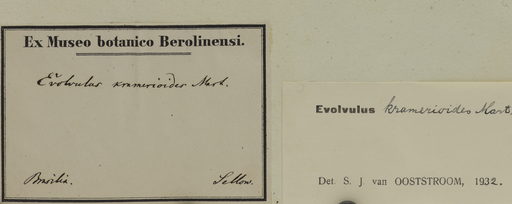 Ex Museo botanico Berolinensi.
Evolvulus kramerioides Mart.
Brasilia. Sellow.
Evolvulus kramerioides Mart.
Det. S. J. van OOSTSTROOM, 1932.